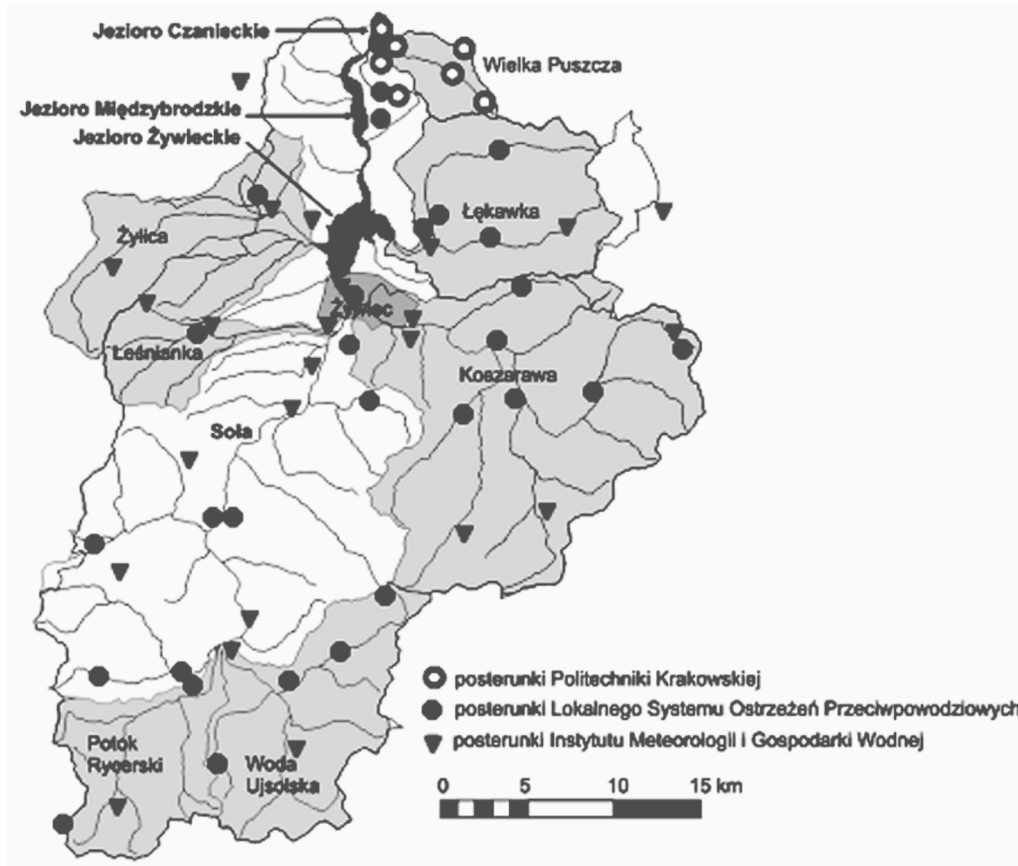 Jezioro Czanieckie
Wielka Puszcza
Jezioro Międzybrodzkie
Jezioro Żywieckie
Łękawka
Żylica
Żywiec
Leśnianka
Koszarawa
Soła
posterunki Politechniki Krakowskiej
posterunki Lokalnego Systemu Ostrzeżeń Przeciwpowodziowych
posterunki Instytutu Meteorologii i Gospodarki Wodnej
Potok
Rycerski
Woda
Ujsolska
0 5 10 15 km